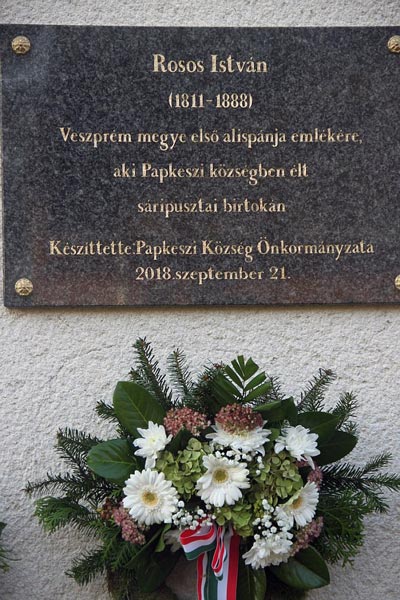 Rosos István
(1811-1888)
Veszprém megye első alispánja emlékére,
aki Papkeszi községben élt
sáripusztai birtokán
Készíttette:Papkeszi Község Önkormányzata
2018.szeptember 21.